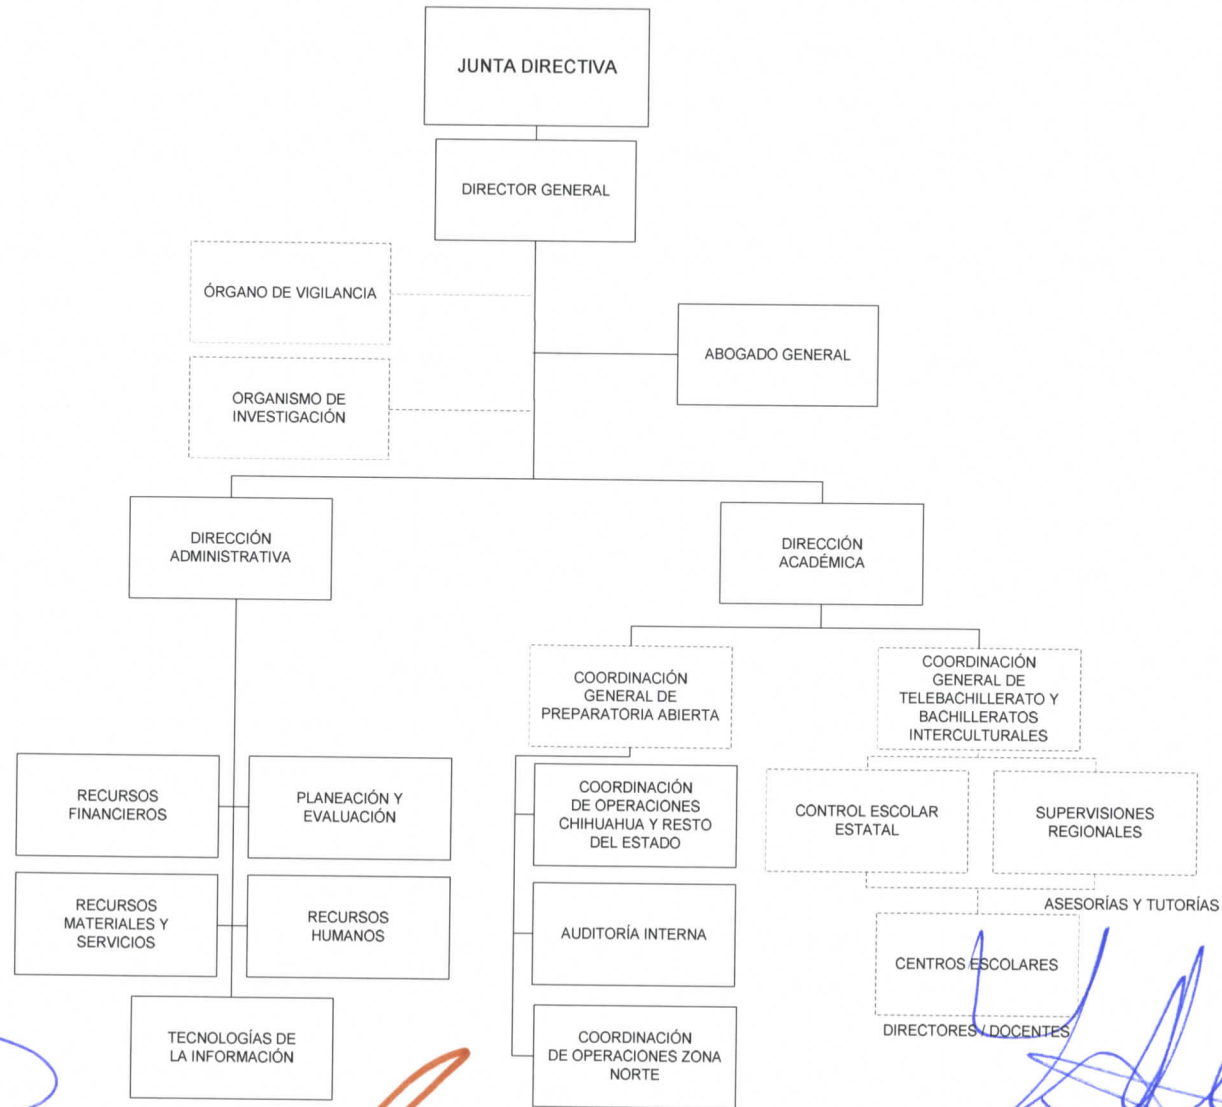 JUNTA DIRECTIVA
DIRECTOR GENERAL
ÓRGANO DE VIGILANCIA
ABOGADO GENERAL
ORGANISMO DE
INVESTIGACIÓN
DIRECCIÓN
ADMINISTRATIVA
DIRECCIÓN
ACADÉMICA
RECURSOS
FINANCIEROS
PLANEACIÓN Y
EVALUACIÓN
RECURSOS
MATERIALES Y
SERVICIOS
RECURSOS
HUMANOS
TECNOLOGÍAS DE
LA INFORMACIÓN
COORDINACIÓN
GENERAL DE
PREPARATORIA ABIERTA
COORDINACIÓN
DE OPERACIONES
CHIHUAHUA Y RESTO
DEL ESTADO
AUDITORÍA INTERNA
COORDINACIÓN
DE OPERACIONES ZONA
NORTE
COORDINACIÓN
GENERAL DE
TELEBACHILLERATO Y
BACHILLERATOS
INTERCULTURALES
CONTROL ESCOLAR
ESTATAL
SUPERVISIONES
REGIONALES
ASESORÍAS Y TUTORÍAS
CENTROS ESCOLARES
DIRECTORES / DOCENTES